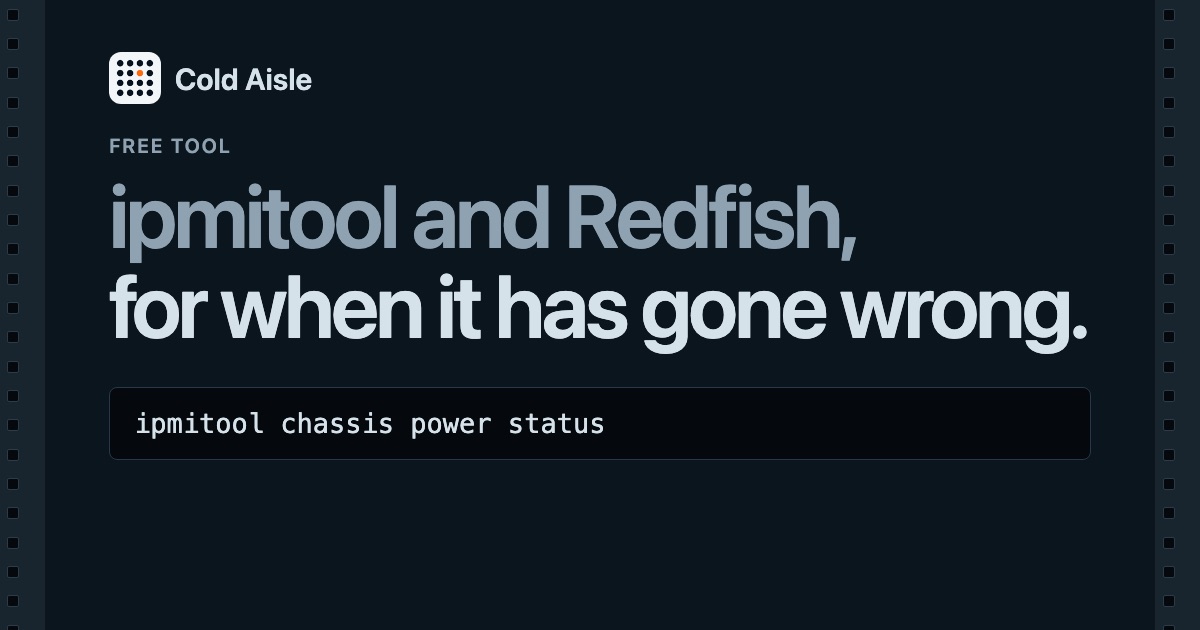 Cold Aisle
FREE TOOL
ipmitool and Redfish,
for when it has gone wrong.
ipmitool chassis power status